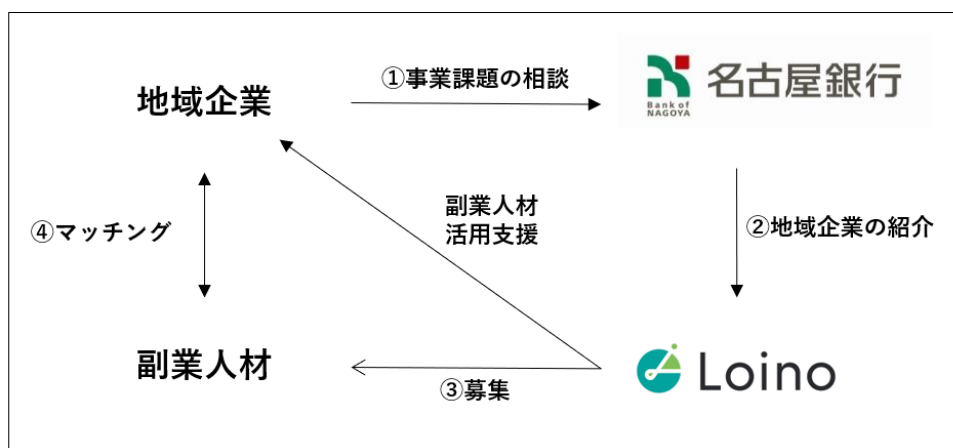 ①事業課題の相談
地域企業
Bank of
NAGOYA
名古屋銀行
副業人材
活用支援
④マッチング
②地域企業の紹介
副業人材
③募集
Loino